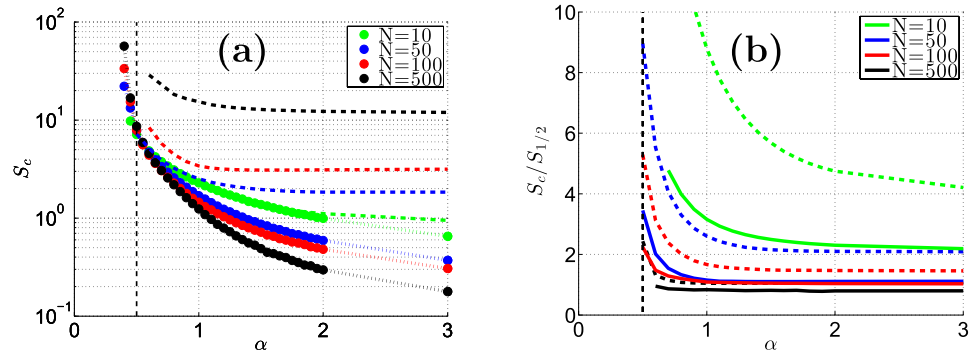 10^2
10^1
10^0
10^{-1}
S_c
0
1
2
3
α
(a)
N=10
N=50
N=100
N=500
10
8
6
4
2
0
S_c/S_{1/2}
0
1
2
3
α
(b)
N=10
N=50
N=100
N=500